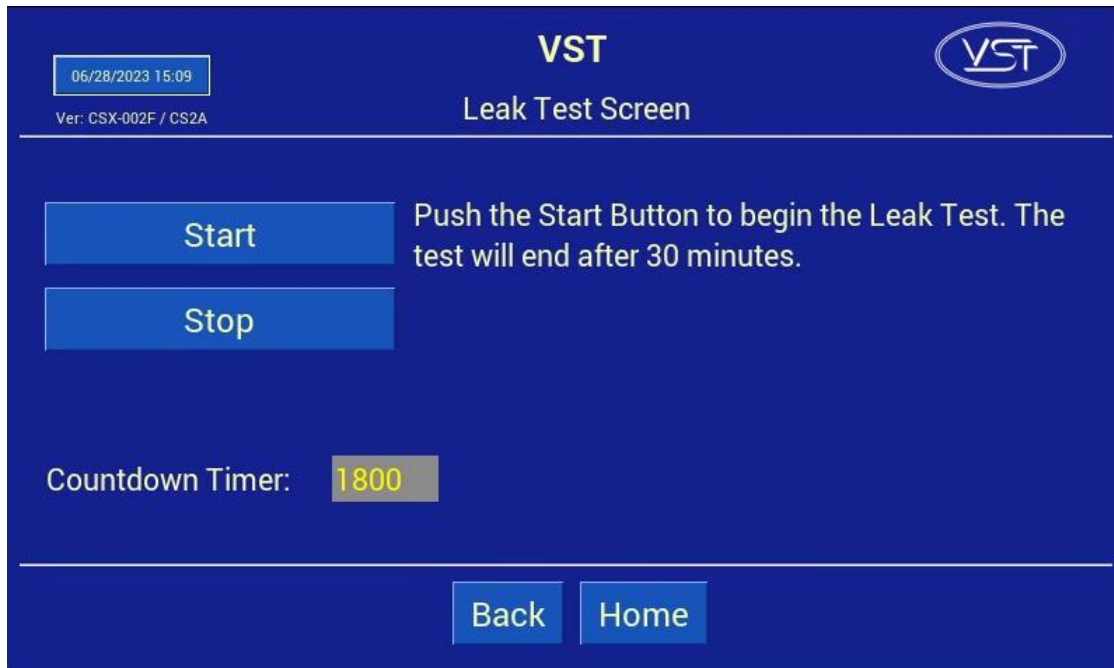 VST
VST
06/28/2023 15:09
Ver: CSX-002F / CS2A
Leak Test Screen
Start
Push the Start Button to begin the Leak Test. The
test will end after 30 minutes.
Stop
Countdown Timer: 1800
Back Home